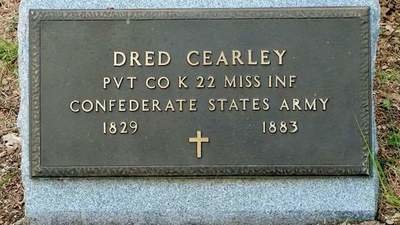 DRED CEARLEY
PVT CO K 22 MISS INF
CONFEDERATE STATES ARMY
1829 1883